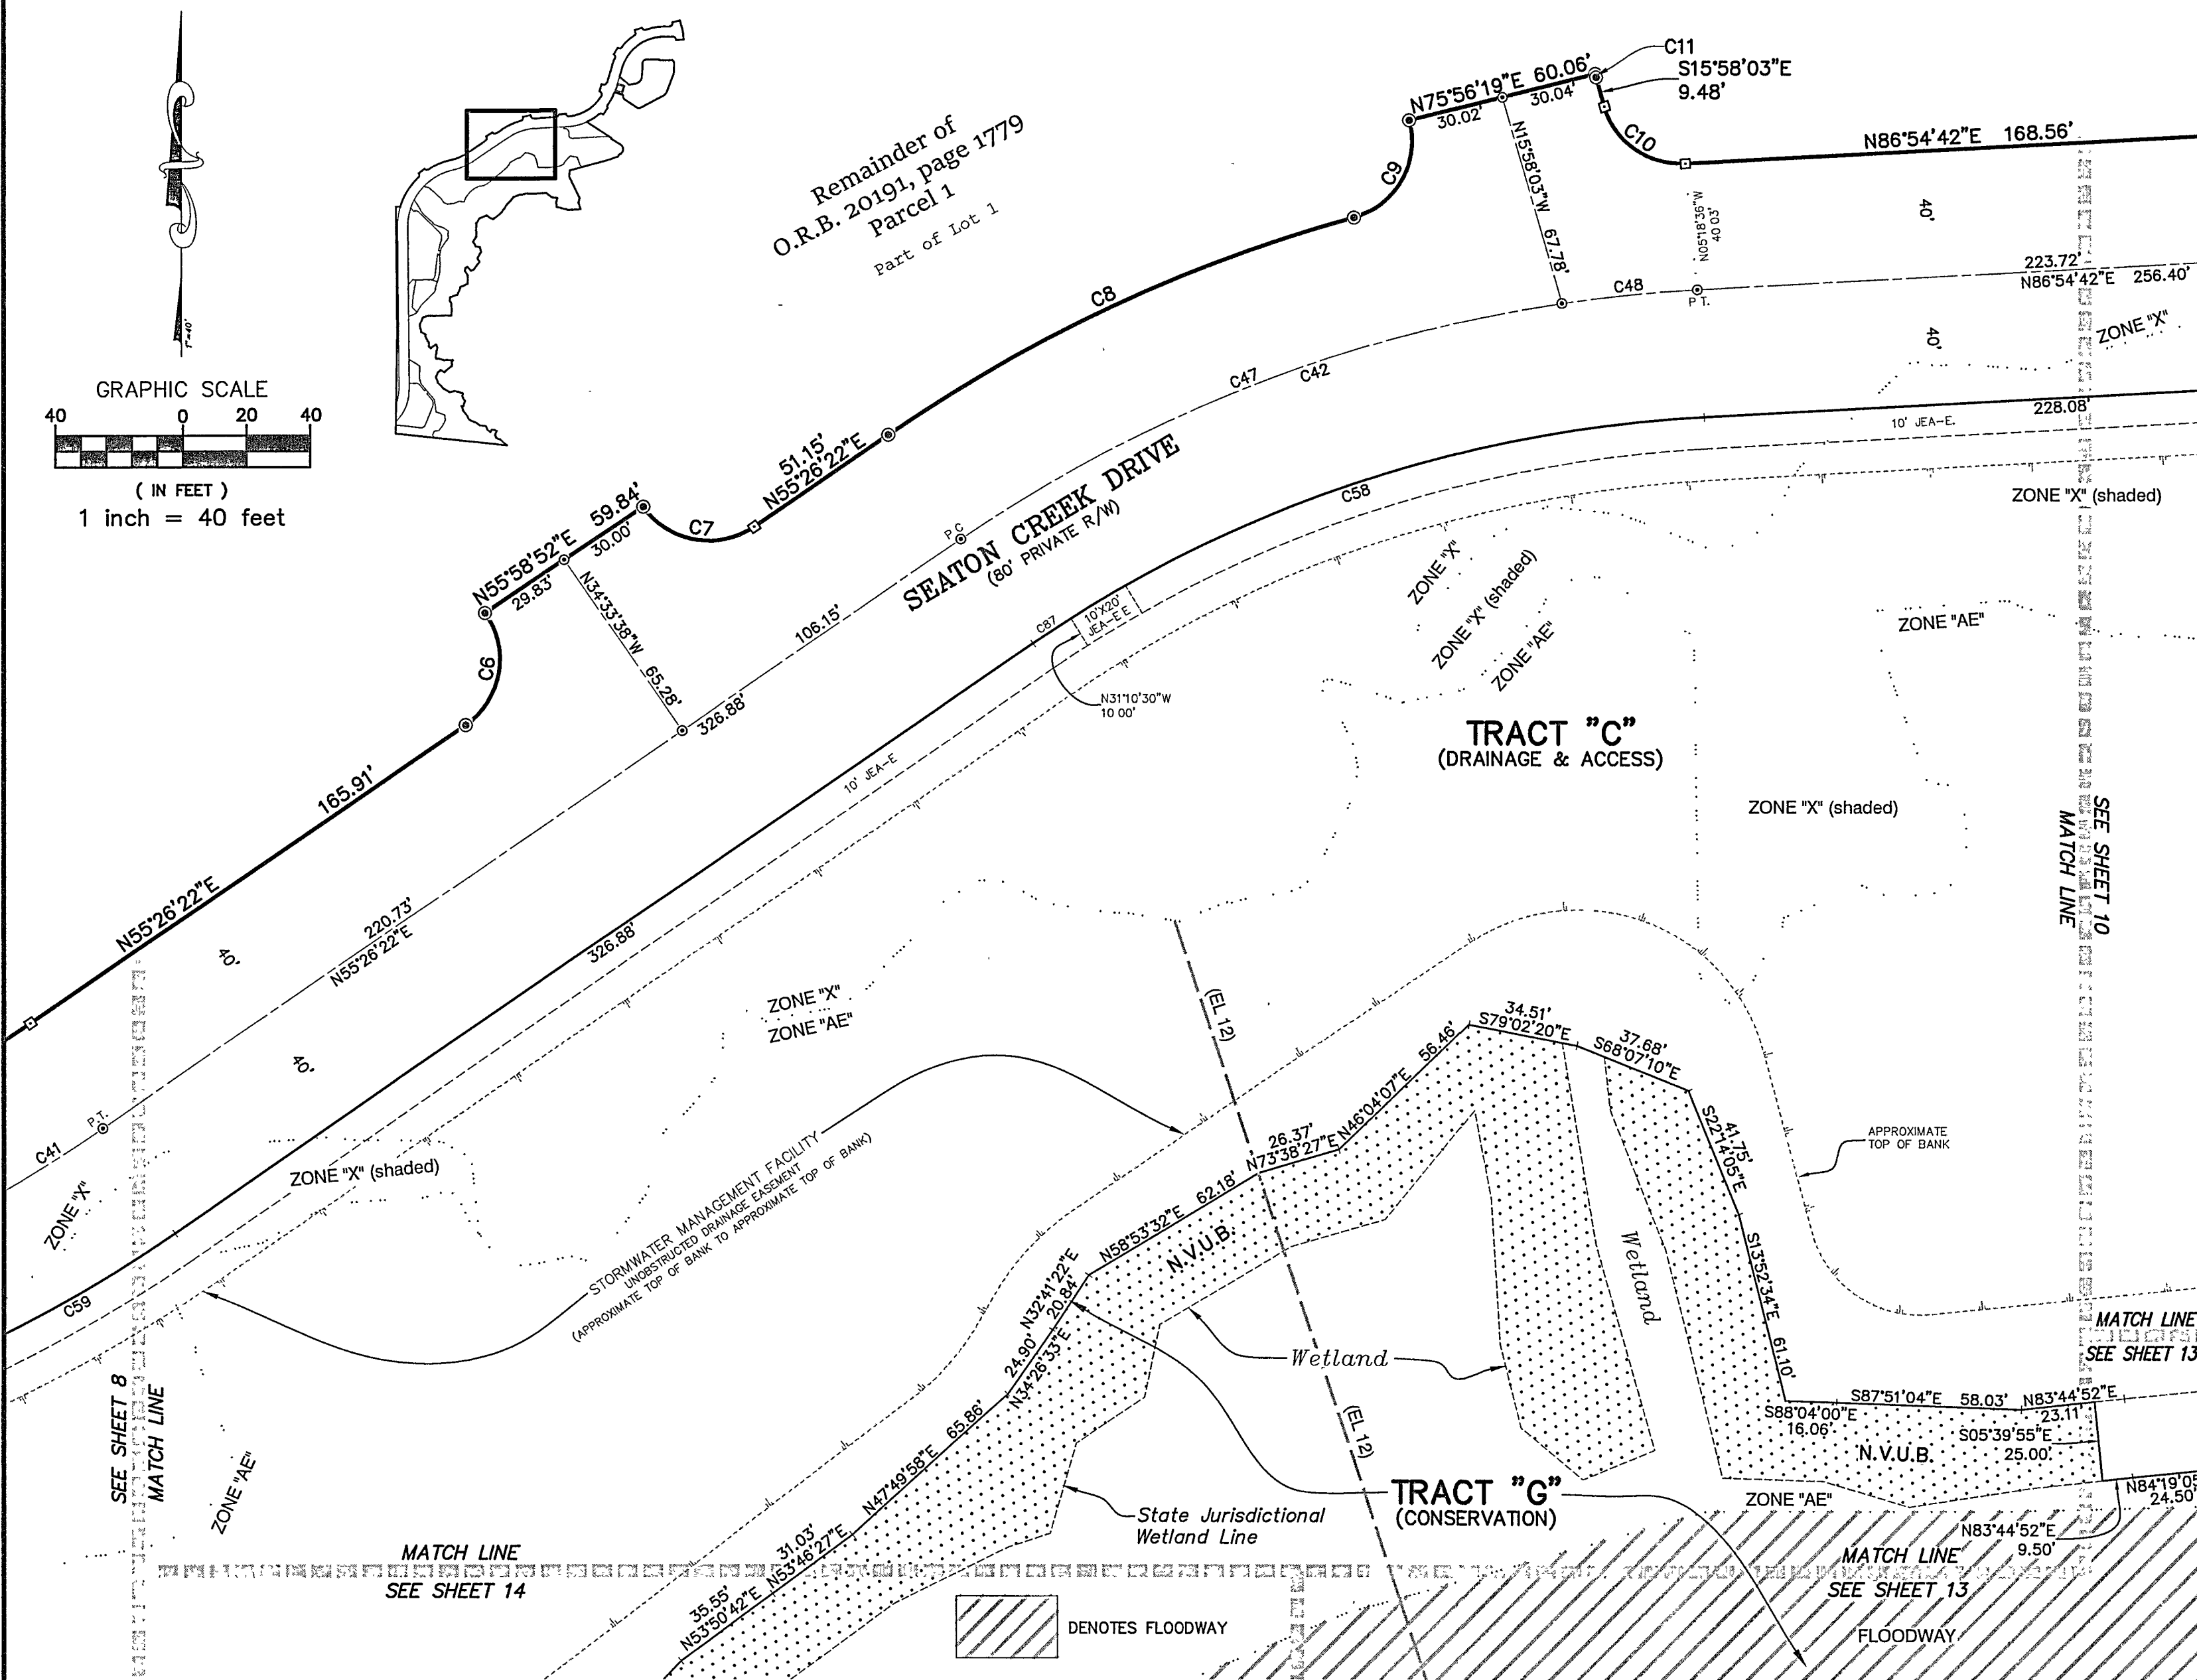 C11
S15°58'03"E
9.48'
N75°56'19"E 60.06'
30.02'
30.04'
C10
N86°54'42"E 168.56'
C9
N15°58'03"W 67.78'
N05°18'36"W
40 03'
40'
Remainder of
O.R.B. 20191, page 1779
Parcel 1
Part of Lot 1
1"=40'
GRAPHIC SCALE
40 0 20 40
( IN FEET )
1 inch = 40 feet
C8
C48
P T.
223.72'
N86°54'42"E 256.40'
40'
ZONE "X"
C47
C42
228.08'
10' JEA-E.
ZONE "X" (shaded)
51.15'
N55°26'22"E
C7
N55°58'52"E 59.84'
30.00'
29.83'
C6
N34°33'38"W 65.28'
P C
SEATON CREEK DRIVE
(80' PRIVATE R/W)
C58
106.15'
326.88'
C87
10'X20'
JEA-E E
N31°10'30"W
10 00'
ZONE "X"
ZONE "X" (shaded)
ZONE "AE"
ZONE "AE"
TRACT "C"
(DRAINAGE & ACCESS)
ZONE "X" (shaded)
SEE SHEET 10
MATCH LINE
165.91'
N55°26'22"E
40'
220.73'
N55°26'22"E
10' JEA-E
326.88'
40'
ZONE "X"
ZONE "AE"
(EL 12)
P.T.
C41
ZONE "X"
ZONE "X" (shaded)
C59
STORMWATER MANAGEMENT FACILITY
UNOBSTRUCTED DRAINAGE EASEMENT
(APPROXIMATE TOP OF BANK TO APPROXIMATE TOP OF BANK)
34.51'
S79°02'20"E
37.68'
S68°07'10"E
56.46'
N46°04'07"E
26.37'
N73°38'27"E
62.18'
N58°53'32"E
N.V.U.B.
41.75'
S22°14'05"E
APPROXIMATE
TOP OF BANK
S13°52'34"E 61.10'
Wetland
N32°41'22"E
20.84'
24.90'
N34°26'33"E
Wetland
MATCH LINE
SEE SHEET 13
S87°51'04"E 58.03'
N83°44'52"E
23.11'
S88°04'00"E
16.06'
S05°39'55"E
25.00'
N.V.U.B.
N84°19'05
24.50'
N83°44'52"E
9.50'
ZONE "AE"
SEE SHEET 8
MATCH LINE
ZONE "AE"
N47°49'58"E 65.86'
(EL 12)
TRACT "G"
(CONSERVATION)
State Jurisdictional
Wetland Line
31.03'
N53°46'27"E
35.55'
N53°50'42"E
MATCH LINE
SEE SHEET 14
MATCH LINE
SEE SHEET 13
DENOTES FLOODWAY
FLOODWAY